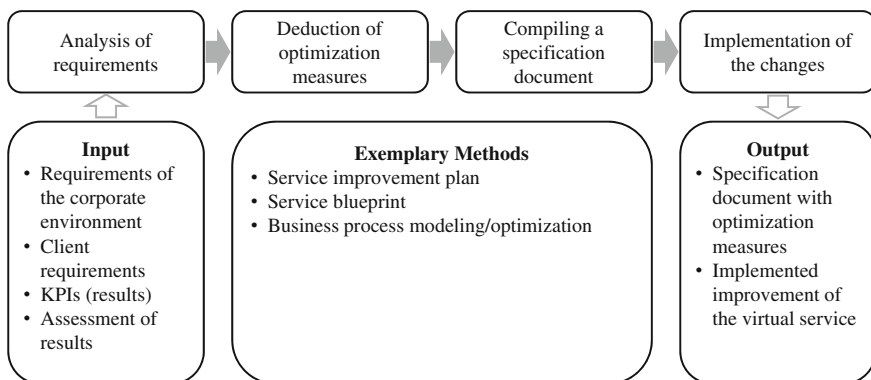 Analysis of
requirements
Deduction of
optimization
measures
Compiling a
specification
document
Implementation of
the changes
Input
• Requirements of
the corporate
environment
• Client
requirements
• KPIs (results)
• Assessment of
results
Exemplary Methods
• Service improvement plan
• Service blueprint
• Business process modeling/optimization
Output
• Specification
document with
optimization
measures
• Implemented
improvement of
the virtual service